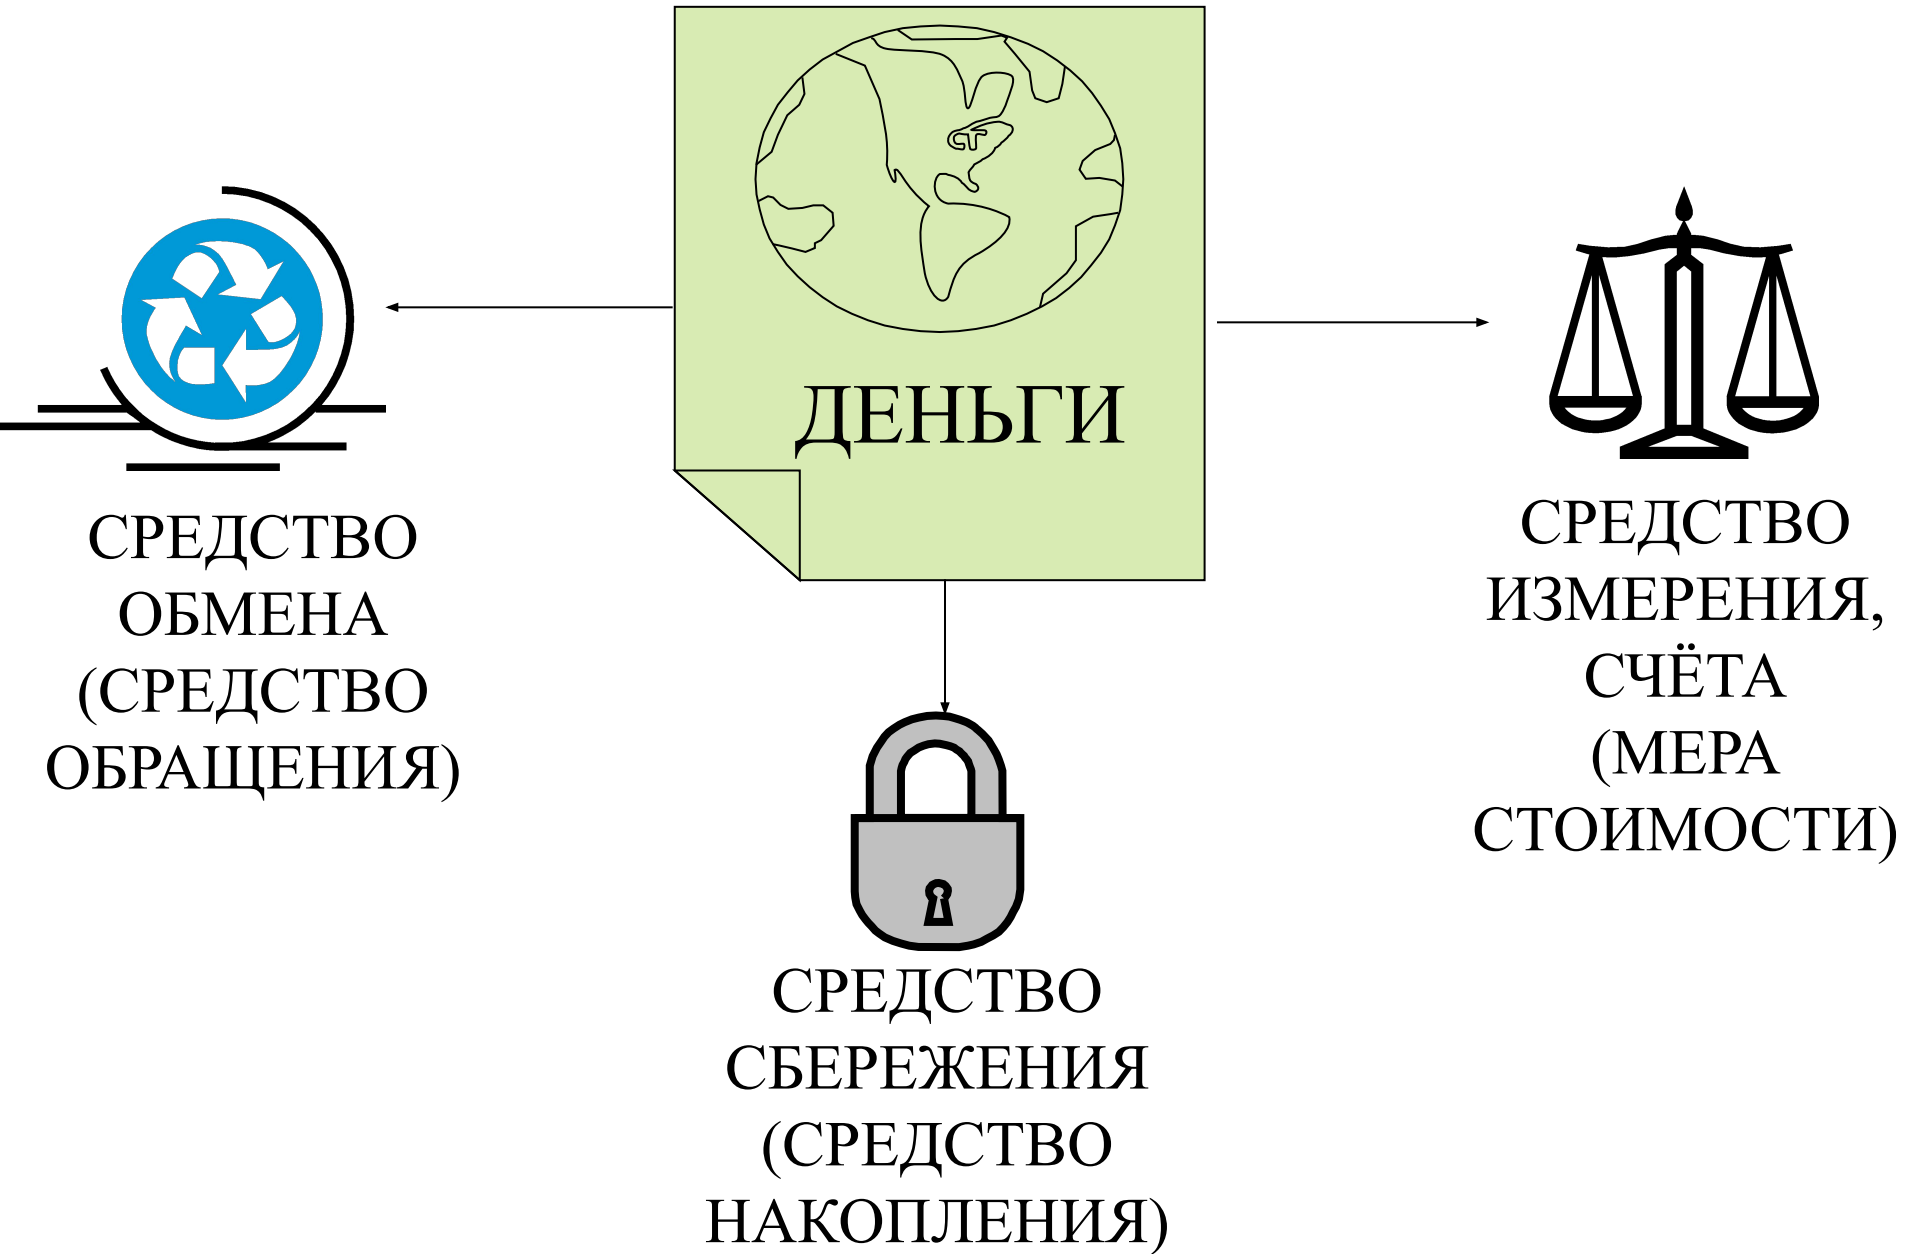 ДЕНЬГИ
СРЕДСТВО
ОБМЕНА
(СРЕДСТВО
ОБРАЩЕНИЯ)
СРЕДСТВО
СБЕРЕЖЕНИЯ
(СРЕДСТВО
НАКОПЛЕНИЯ)
СРЕДСТВО
ИЗМЕРЕНИЯ,
СЧЁТА
(МЕРА
СТОИМОСТИ)